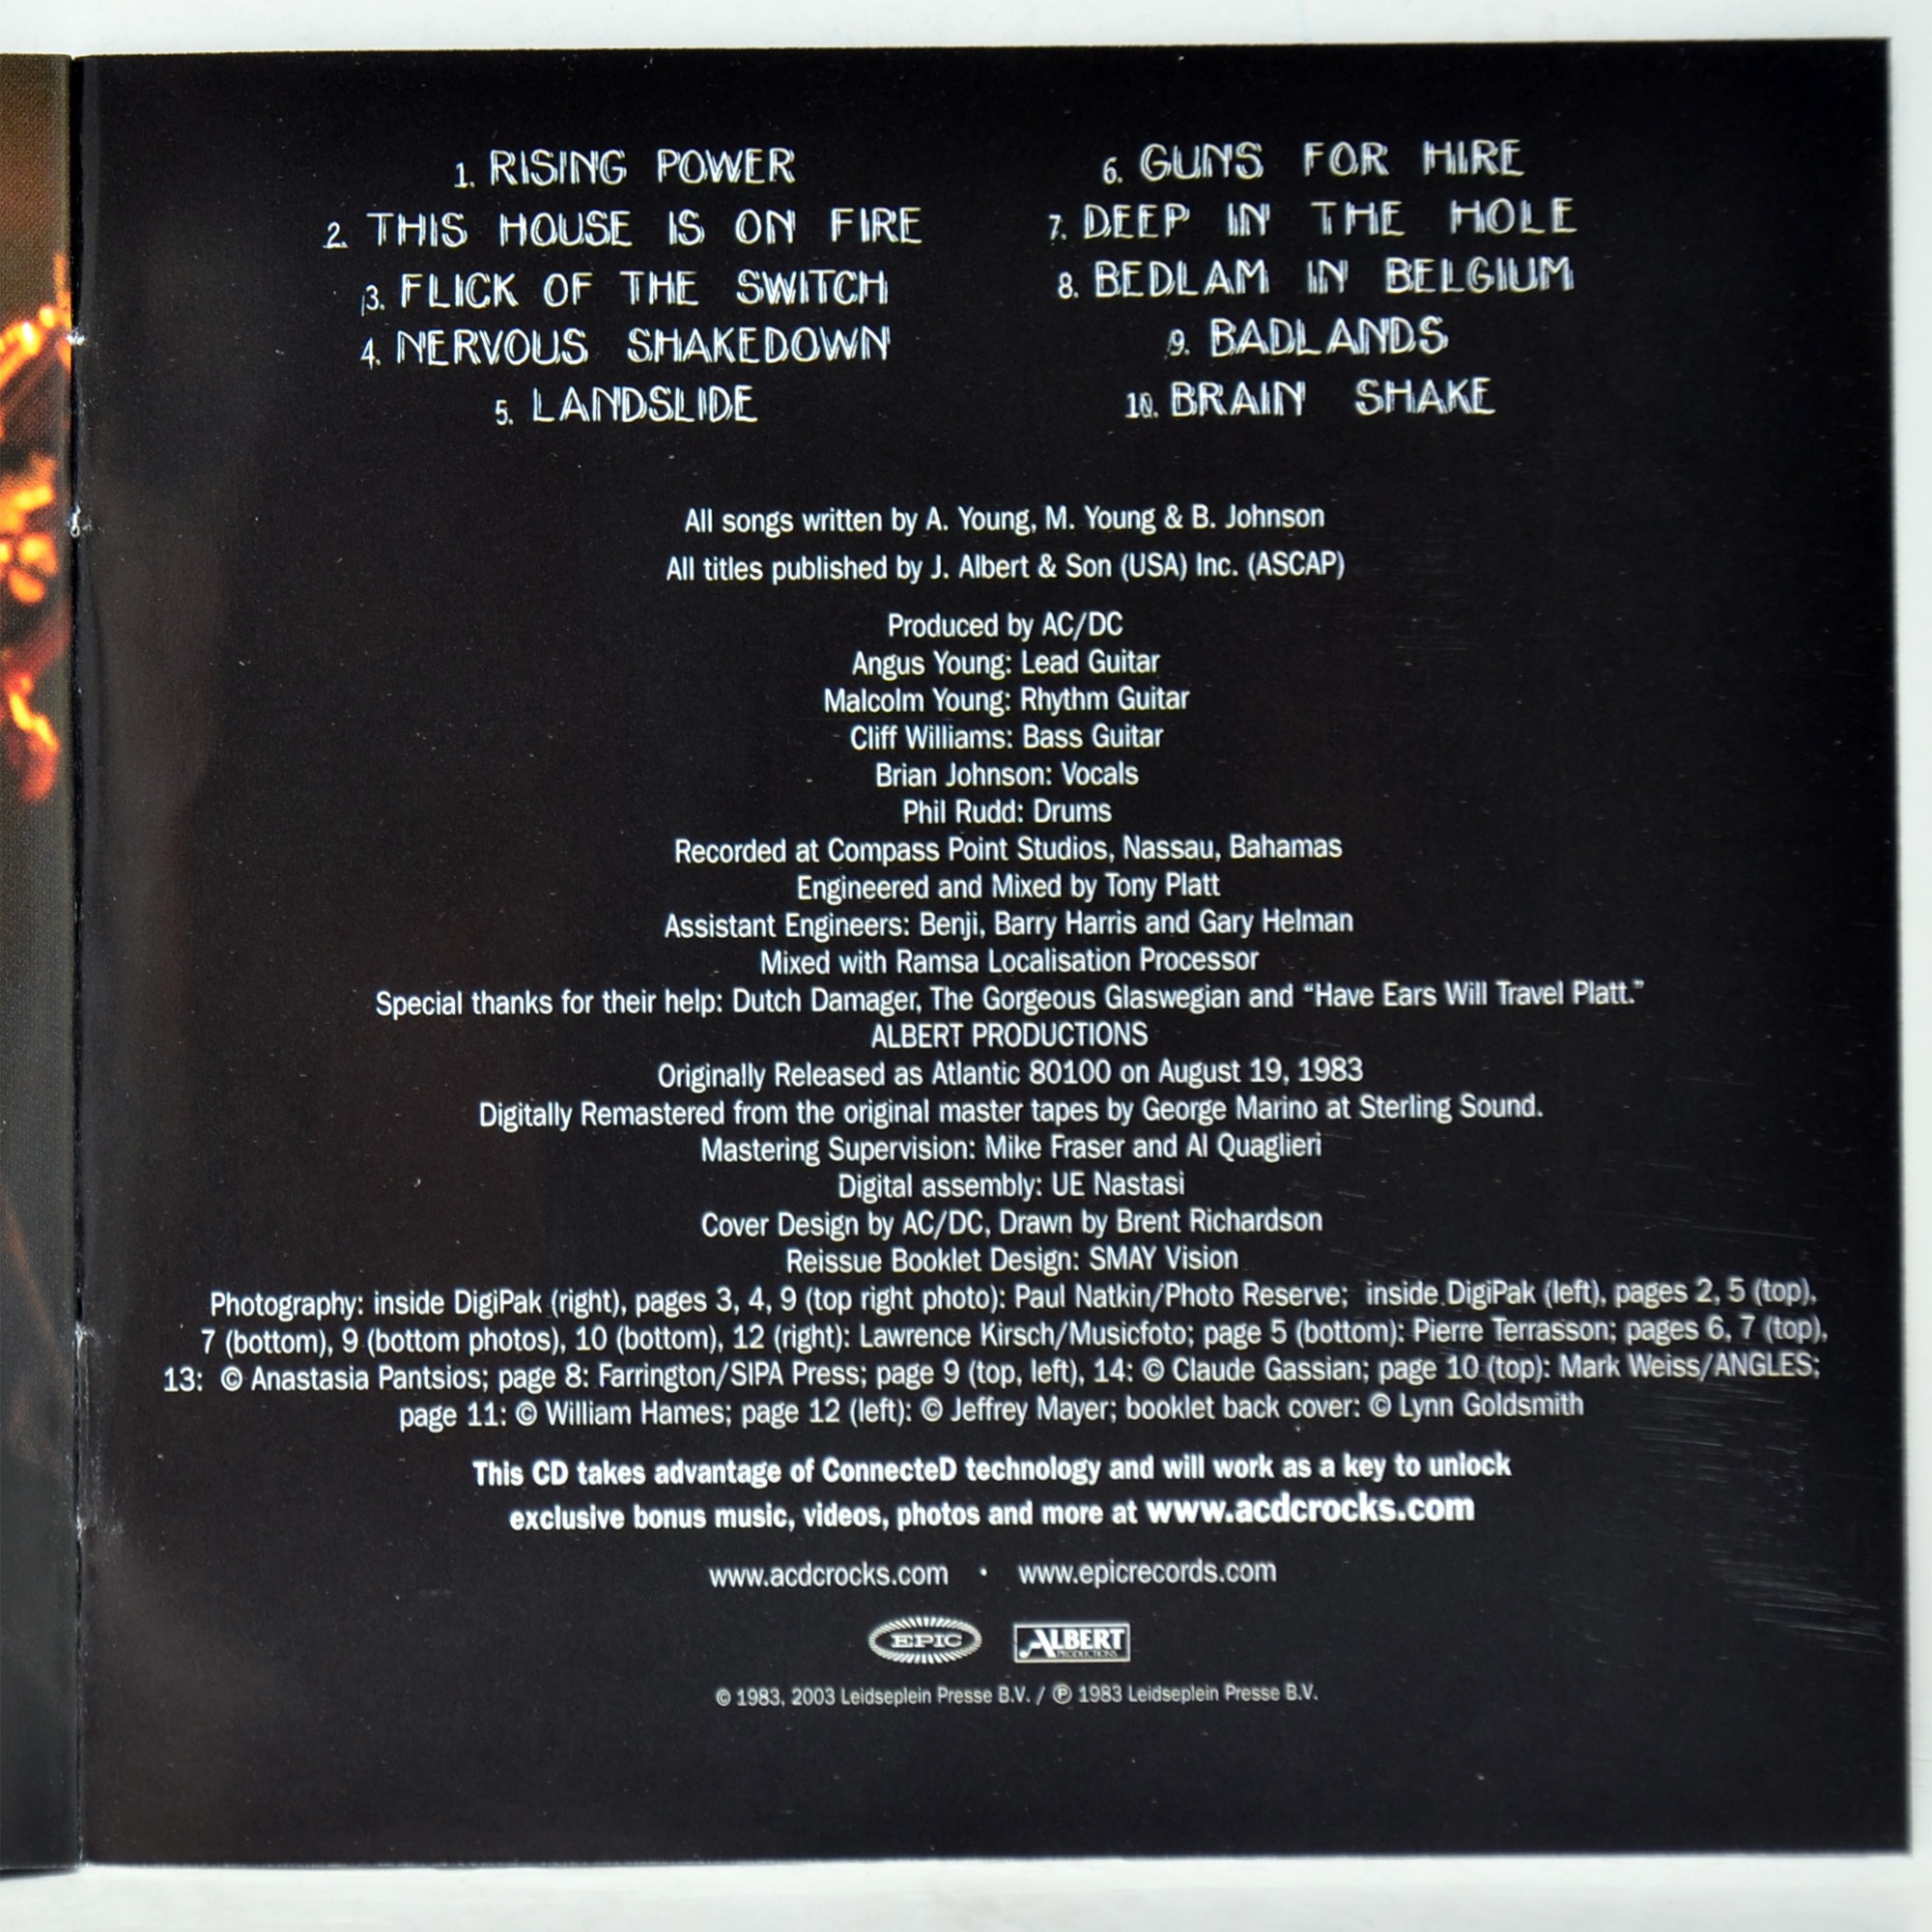 1. RISING POWER
2. THIS HOUSE IS ON FIRE
3. FLICK OF THE SWITCH
4. NERVOUS SHAKEDOWN
5. LANDSLIDE
6. GUNS FOR HIRE
7. DEEP IN THE HOLE
8. BEDLAM IN BELGIUM
9. BADLANDS
10. BRAIN SHAKE
All songs written by A. Young, M. Young & B. Johnson
All titles published by J. Albert & Son (USA) Inc. (ASCAP)
Produced by AC/DC
Angus Young: Lead Guitar
Malcolm Young: Rhythm Guitar
Cliff Williams: Bass Guitar
Brian Johnson: Vocals
Phil Rudd: Drums
Recorded at Compass Point Studios, Nassau, Bahamas
Engineered and Mixed by Tony Platt
Assistant Engineers: Benji, Barry Harris and Gary Helman
Mixed with Ramsa Localisation Processor
Special thanks for their help: Dutch Damager, The Gorgeous Glaswegian and “Have Ears Will Travel Platt.”
ALBERT PRODUCTIONS
Originally Released as Atlantic 80100 on August 19, 1983
Digitally Remastered from the original master tapes by George Marino at Sterling Sound.
Mastering Supervision: Mike Fraser and Al Quaglieri
Digital assembly: UE Nastasi
Cover Design by AC/DC, Drawn by Brent Richardson
Reissue Booklet Design: SMAY Vision
Photography: inside DigiPak (right), pages 3, 4, 9 (top right photo): Paul Natkin/Photo Reserve; inside DigiPak (left), pages 2, 5 (top),
7 (bottom), 9 (bottom photos), 10 (bottom), 12 (right): Lawrence Kirsch/Musicfoto; page 5 (bottom): Pierre Terrasson; pages 6, 7 (top),
13: © Anastasia Pantsios; page 8: Farrington/SIPA Press; page 9 (top, left), 14: © Claude Gassian; page 10 (top): Mark Weiss/ANGLES;
page 11: © William Hames; page 12 (left): © Jeffrey Mayer; booklet back cover: © Lynn Goldsmith
This CD takes advantage of ConnecteD technology and will work as a key to unlock
exclusive bonus music, videos, photos and more at www.acdcrocks.com
www.acdcrocks.com • www.epicrecords.com
EPIC ALBERT PRODUCTIONS
© 1983, 2003 Leidseplein Presse B.V. / ℗ 1983 Leidseplein Presse B.V.